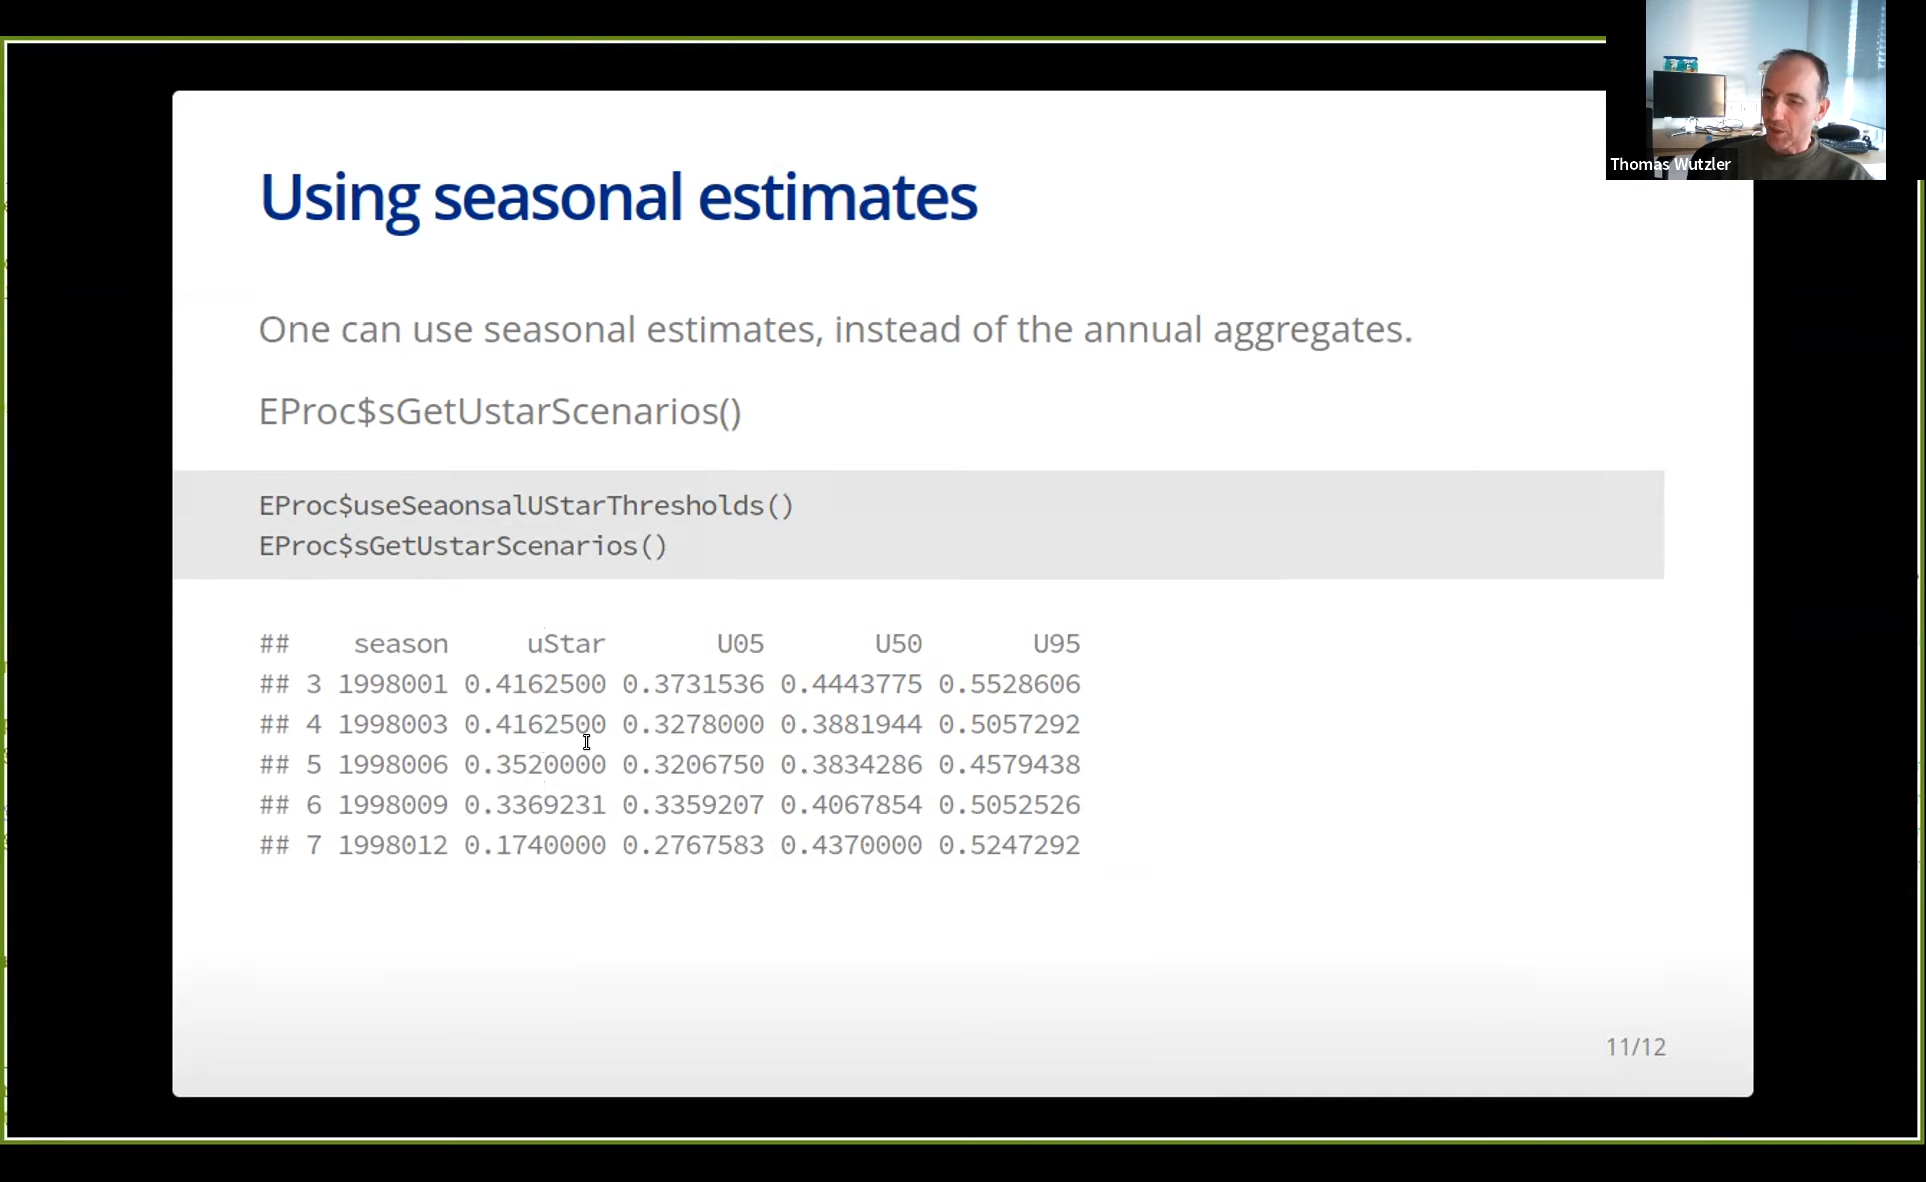 Thomas Wutzler
Using seasonal estimates
One can use seasonal estimates, instead of the annual aggregates.
EProc$sGetUstarScenarios()
EProc$useSeaonsalUStarThresholds()
EProc$sGetUstarScenarios()
##    season     uStar       U05       U50       U95
## 3 1998001 0.4162500 0.3731536 0.4443775 0.5528606
## 4 1998003 0.4162500 0.3278000 0.3881944 0.5057292
## 5 1998006 0.3520000 0.3206750 0.3834286 0.4579438
## 6 1998009 0.3369231 0.3359207 0.4067854 0.5052526
## 7 1998012 0.1740000 0.2767583 0.4370000 0.5247292
11/12